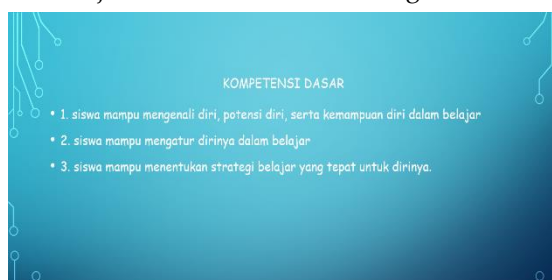 KOMPETENSI DASAR
• 1. siswa mampu mengenali diri, potensi diri, serta kemampuan diri dalam belajar
• 2. siswa mampu mengatur dirinya dalam belajar
• 3. siswa mampu menentukan strategi belajar yang tepat untuk dirinya.